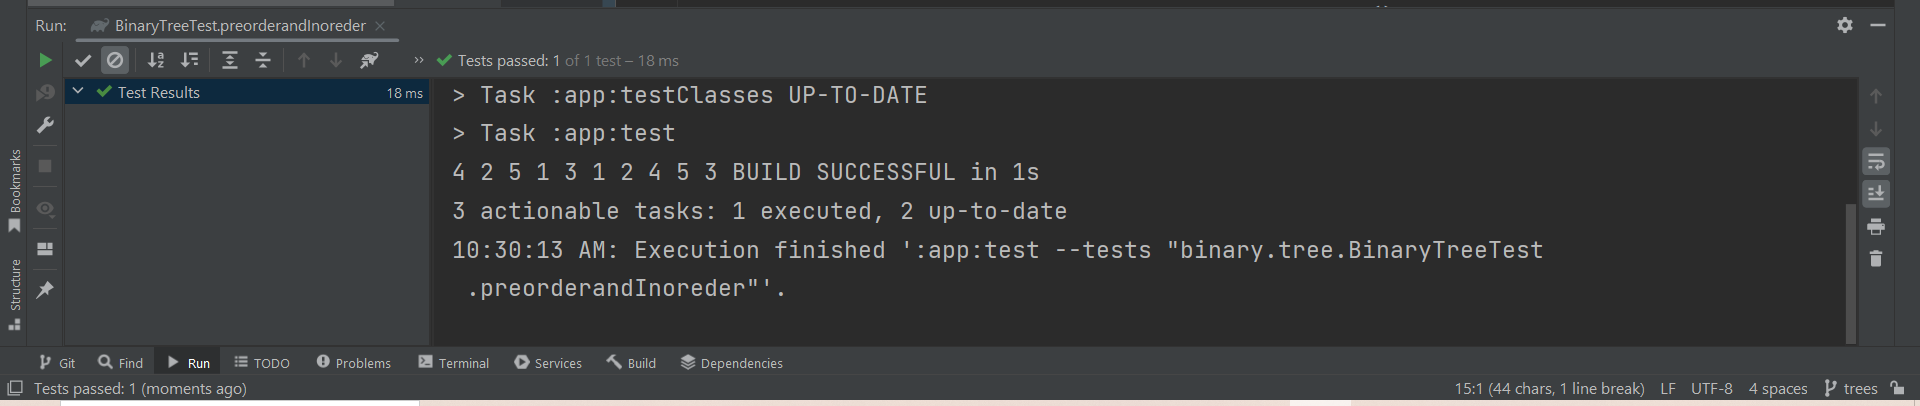 Run: BinaryTreeTest.preorderandInoreder
Tests passed: 1 of 1 test – 18 ms
Test Results 18 ms
> Task :app:testClasses UP-TO-DATE
> Task :app:test
4 2 5 1 3 1 2 4 5 3 BUILD SUCCESSFUL in 1s
3 actionable tasks: 1 executed, 2 up-to-date
10:30:13 AM: Execution finished ':app:test --tests "binary.tree.BinaryTreeTest
.preorderandInoreder"'.
Bookmarks
Structure
Git Find Run TODO Problems Terminal Services Build Dependencies
Tests passed: 1 (moments ago) 15:1 (44 chars, 1 line break) LF UTF-8 4 spaces trees